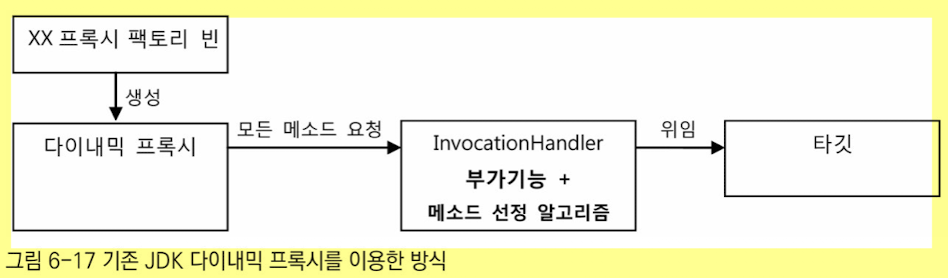 XX 프록시 팩토리 빈
생성
다이내믹 프록시
모든 메소드 요청
InvocationHandler
부가기능 +
메소드 선정 알고리즘
위임
타깃
그림 6-17 기존 JDK 다이내믹 프록시를 이용한 방식